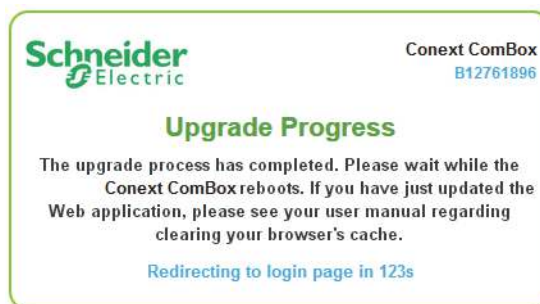 Schneider
Electric
Conext ComBox
B12761896
Upgrade Progress
The upgrade process has completed. Please wait while the
Conext ComBox reboots. If you have just updated the
Web application, please see your user manual regarding
clearing your browser's cache.
Redirecting to login page in 123s